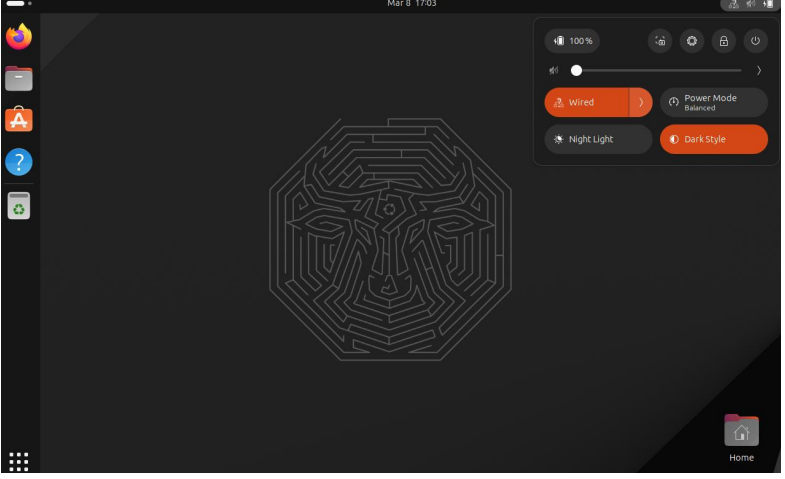 Mar 8 17:03
100%
Wired
Power Mode
Balanced
Night Light
Dark Style
Home